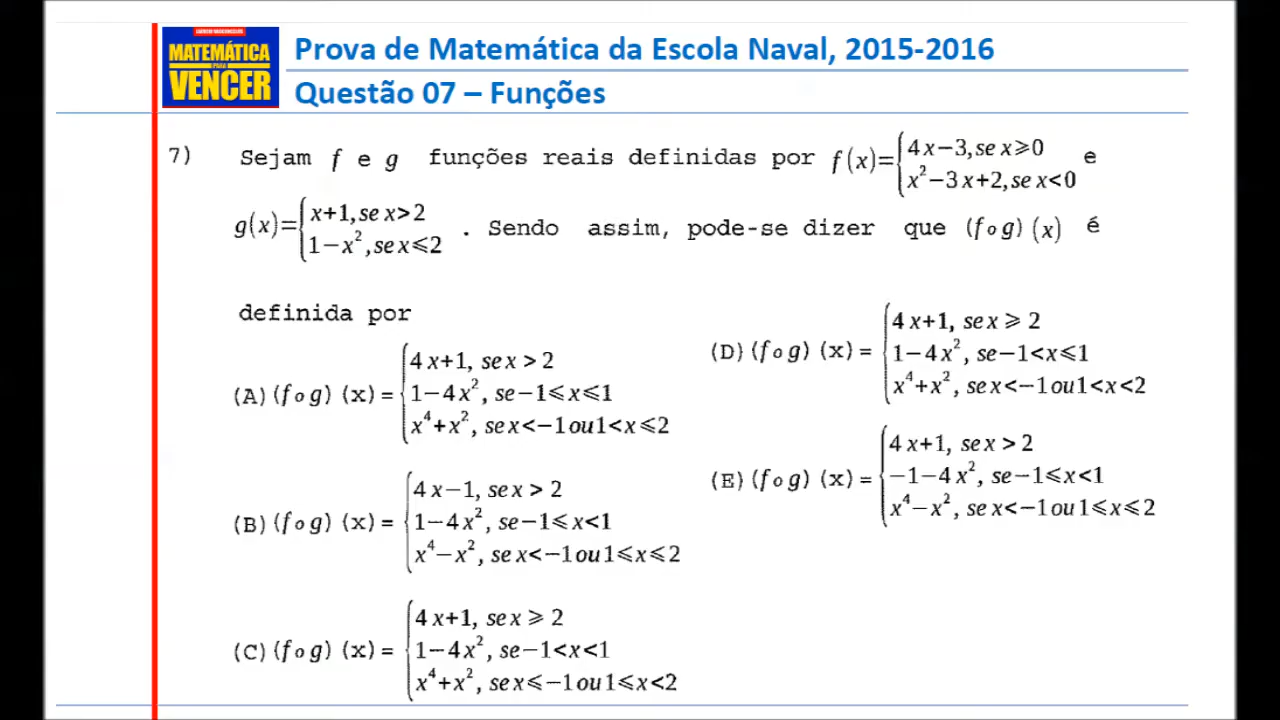 MATEMÁTICA
VENCER
Prova de Matemática da Escola Naval, 2015-2016
Questão 07 – Funções
7) Sejam f e g funções reais definidas por f(x)={4x−3, se x⩾0 e
x²−3x+2, se x<0
g(x)={x+1, se x>2 . Sendo assim, pode-se dizer que (f∘g)(x) é
1−x², se x⩽2
definida por
(A) (f∘g)(x)= {4x+1, se x>2
1−4x², se −1⩽x⩽1
x⁴+x², se x<−1 ou 1<x⩽2
(B) (f∘g)(x)= {4x−1, se x>2
1−4x², se −1⩽x<1
x⁴−x², se x<−1 ou 1⩽x⩽2
(C) (f∘g)(x)= {4x+1, se x⩾2
1−4x², se −1<x<1
x⁴+x², se x⩽−1 ou 1⩽x<2
(D) (f∘g)(x)= {4x+1, se x⩾2
1−4x², se −1<x⩽1
x⁴+x², se x<−1 ou 1<x<2
(E) (f∘g)(x)= {4x+1, se x>2
−1−4x², se −1⩽x<1
x⁴−x², se x<−1 ou 1⩽x⩽2